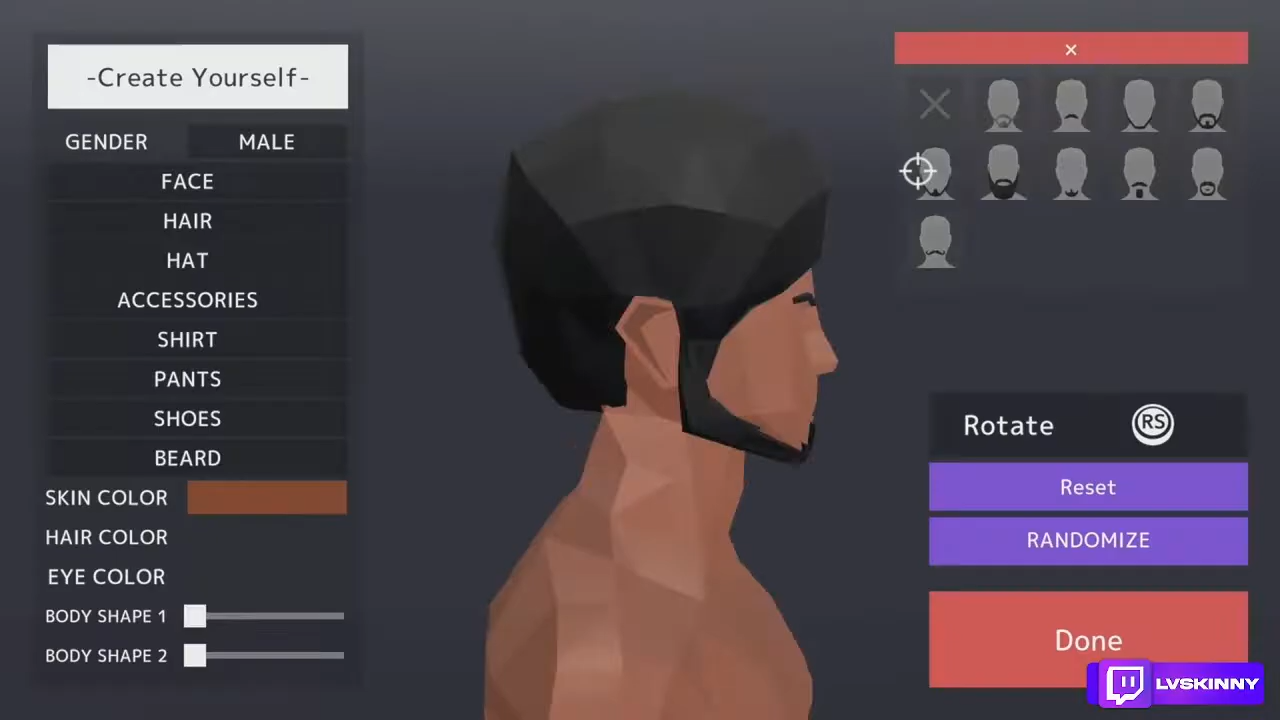 -Create Yourself-
GENDER MALE
FACE
HAIR
HAT
ACCESSORIES
SHIRT
PANTS
SHOES
BEARD
SKIN COLOR
HAIR COLOR
EYE COLOR
BODY SHAPE 1
BODY SHAPE 2
×
Rotate RS
Reset
RANDOMIZE
Done
LVSKINNY